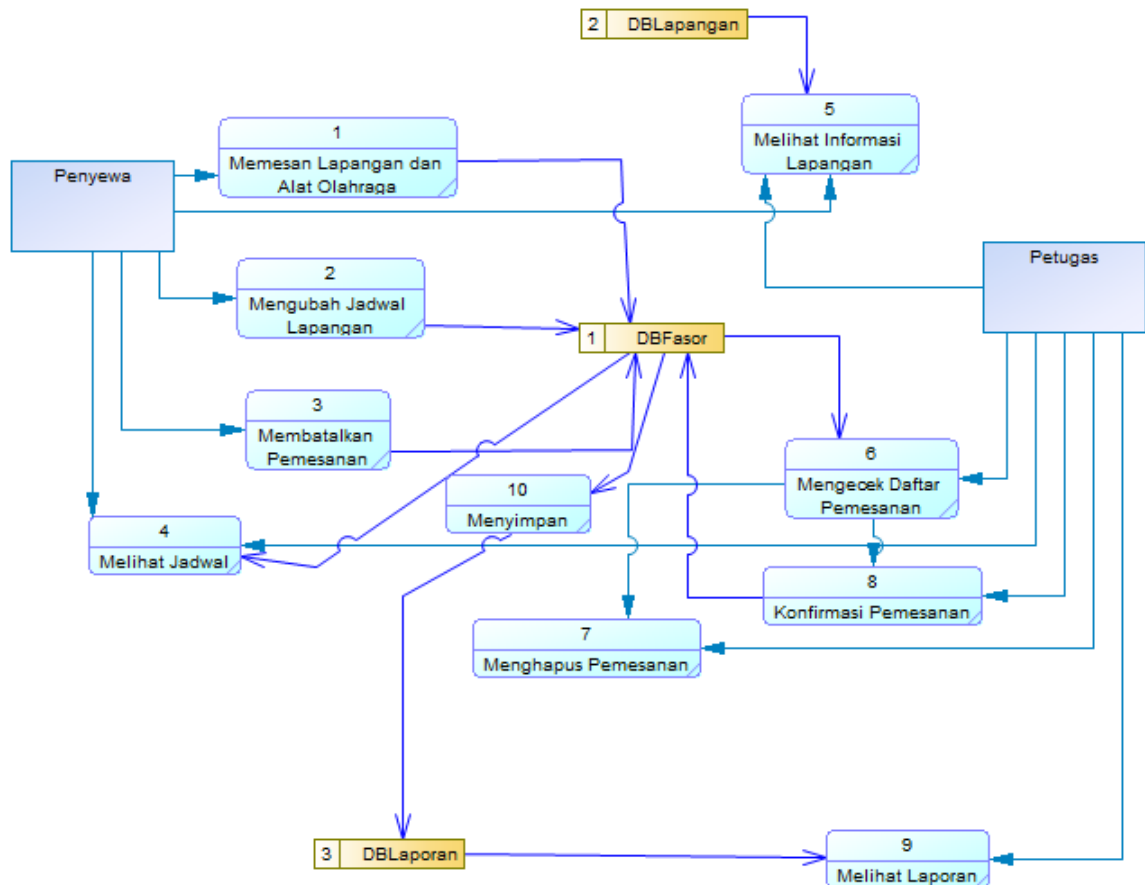 2 DBLapangan
5
Melihat Informasi
Lapangan
1
Memesan Lapangan dan
Alat Olahraga
Penyewa
Petugas
2
Mengubah Jadwal
Lapangan
1 DBFasor
3
Membatalkan
Pemesanan
6
Mengecek Daftar
Pemesanan
10
Menyimpan
4
Melihat Jadwal
8
Konfirmasi Pemesanan
7
Menghapus Pemesanan
3 DBLaporan
9
Melihat Laporan